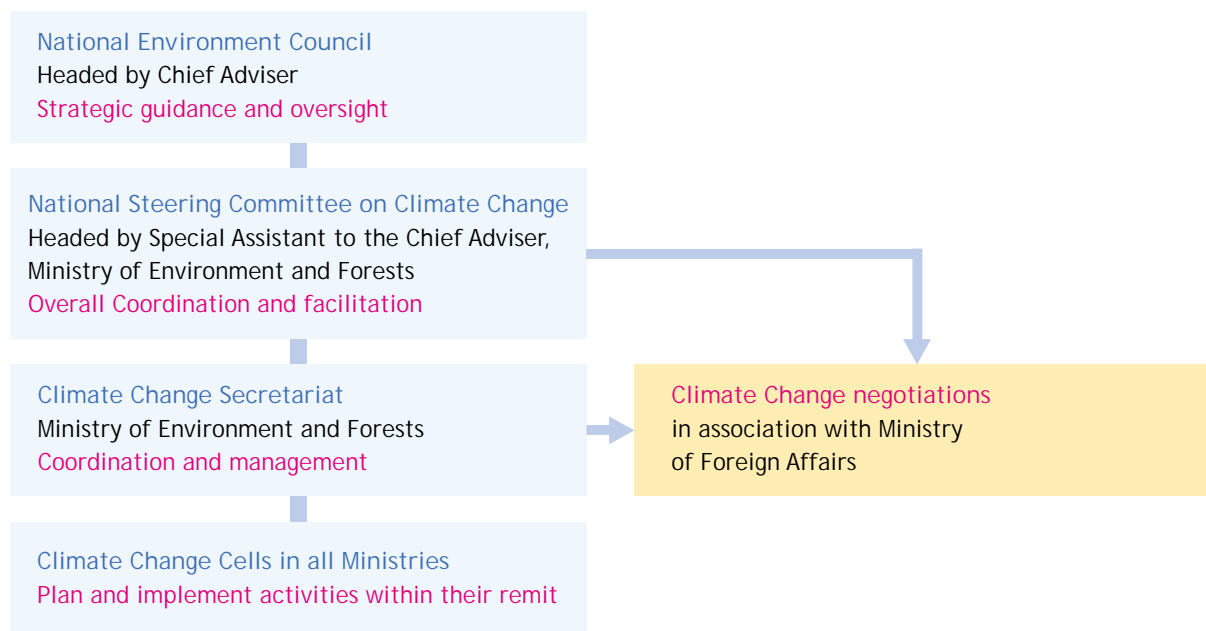 National Environment Council
Headed by Chief Adviser
Strategic guidance and oversight
National Steering Committee on Climate Change
Headed by Special Assistant to the Chief Adviser,
Ministry of Environment and Forests
Overall Coordination and facilitation
Climate Change Secretariat
Ministry of Environment and Forests
Coordination and management
Climate Change negotiations
in association with Ministry
of Foreign Affairs
Climate Change Cells in all Ministries
Plan and implement activities within their remit